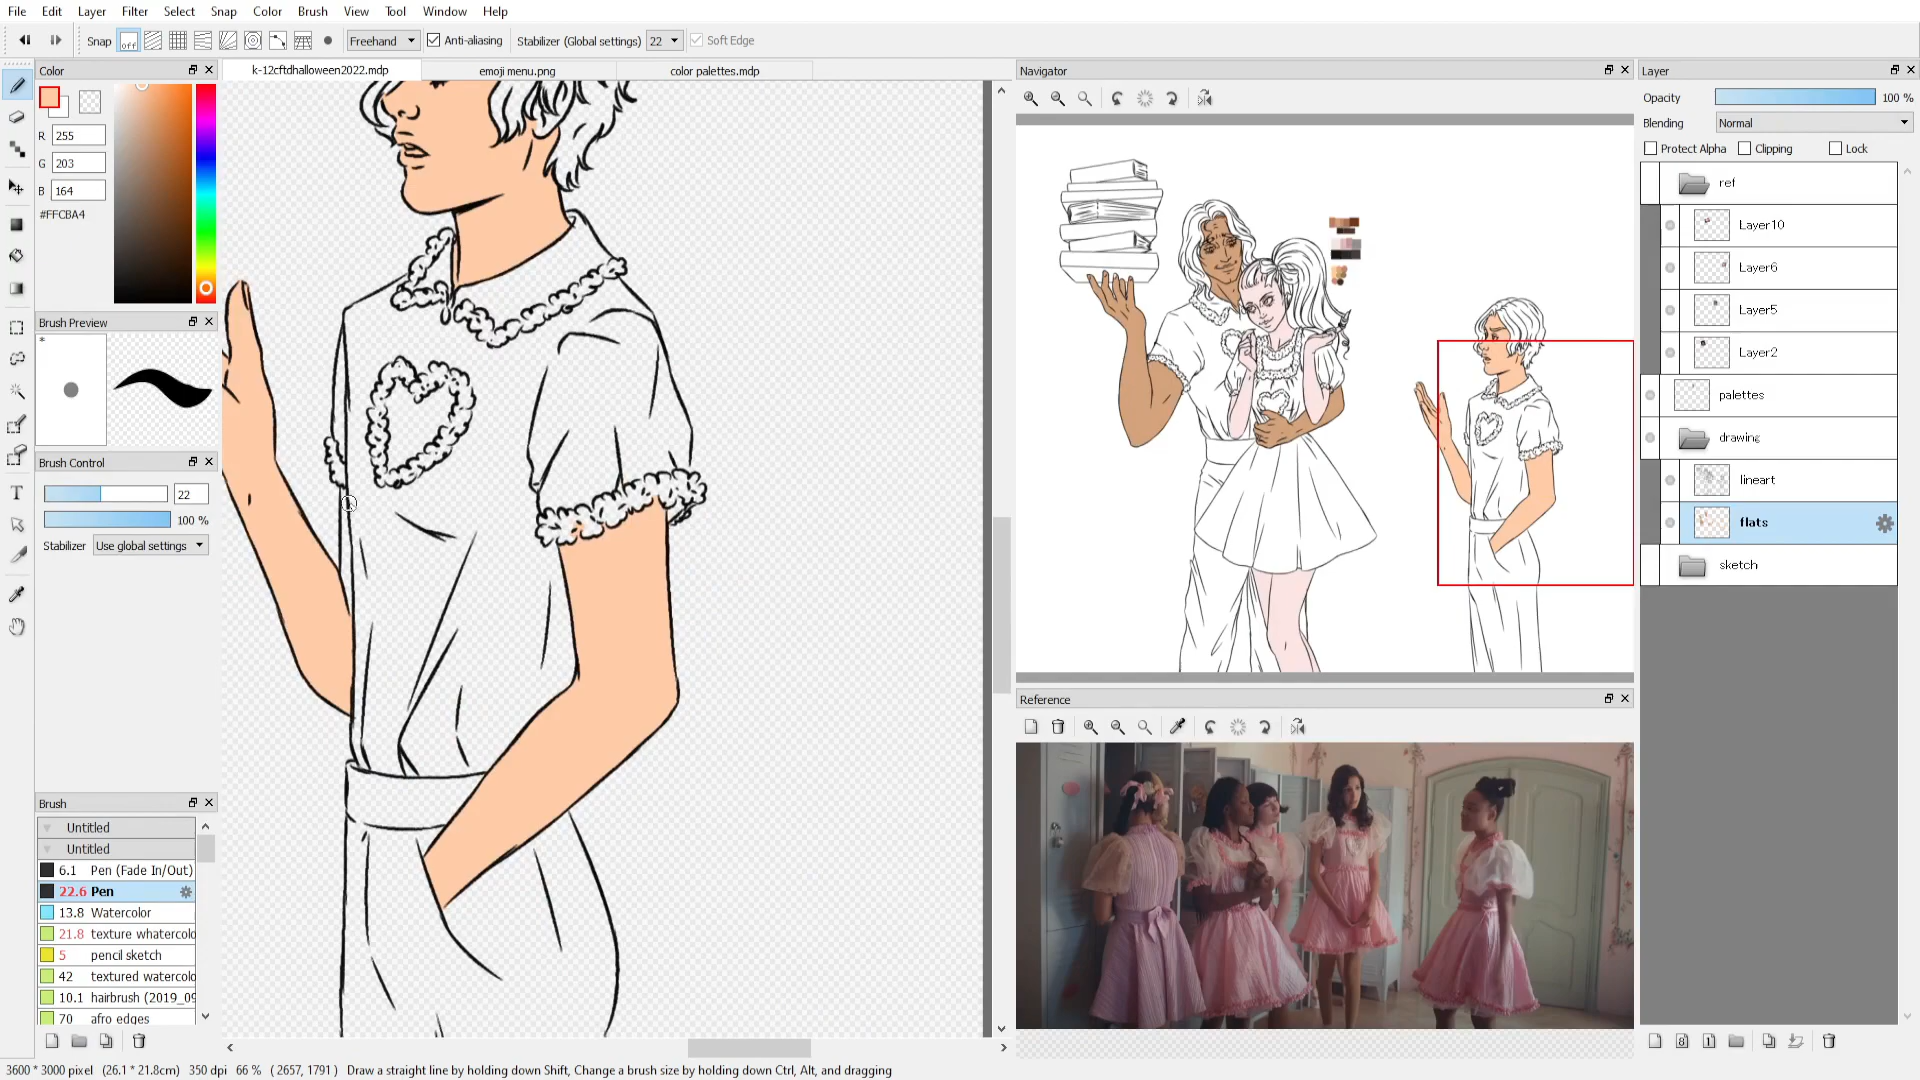 File Edit Layer Filter Select Snap Color Brush View Tool Window Help
Snap off Freehand Anti-aliasing Stabilizer (Global settings) 22 Soft Edge
Color
k-12cftdhalloween2022.mdp emoji menu.png color palettes.mdp
R 255
G 203
B 164
#FFCBA4
Brush Preview
*
Brush Control
22
100 %
Stabilizer Use global settings
Brush
Untitled
Untitled
6.1 Pen (Fade In/Out)
22.6 Pen
13.8 Watercolor
21.8 texture whatercolo
5 pencil sketch
42 textured watercolo
10.1 hairbrush (2019_09
70 afro edges
Navigator
Reference
Layer
Opacity 100 %
Blending Normal
Protect Alpha Clipping Lock
ref
Layer10
Layer6
Layer5
Layer2
palettes
drawing
lineart
flats
sketch
8 1
3600 * 3000 pixel (26.1 * 21.8cm) 350 dpi 66 % ( 2657, 1791 ) Draw a straight line by holding down Shift, Change a brush size by holding down Ctrl, Alt, and dragging